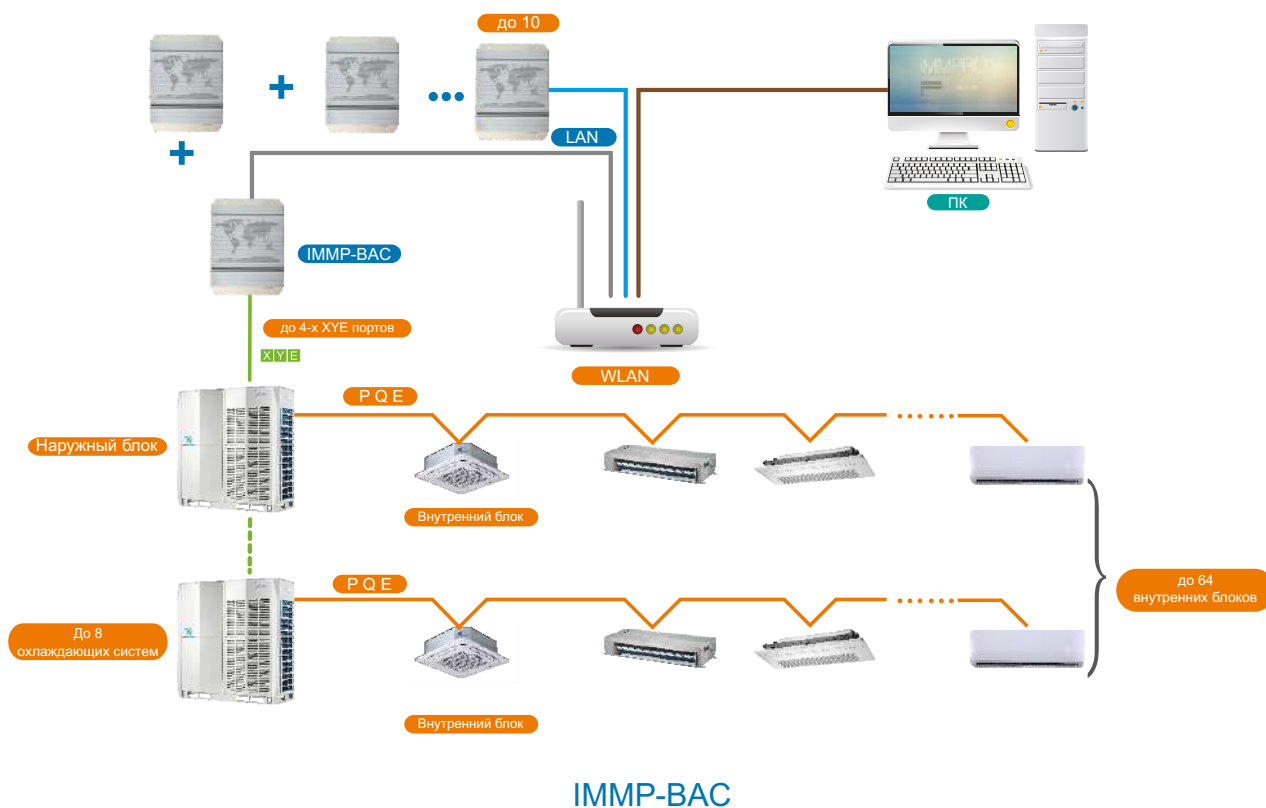 до 10
IMMPRO
LAN
ПК
IMMP-BAC
до 4-х XYE портов
X Y E
WLAN
P Q E
Наружный блок
Внутренний блок
P Q E
до 64
внутренних блоков
До 8
охлаждающих систем
Внутренний блок
IMMP-BAC